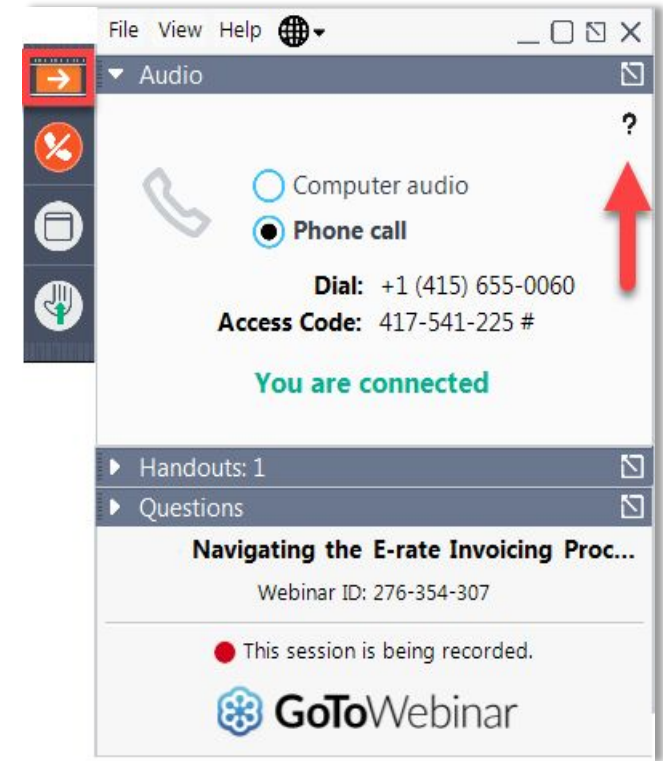 File View Help
Audio
?
Computer audio
Phone call
Dial: +1 (415) 655-0060
Access Code: 417-541-225 #
You are connected
Handouts: 1
Questions
Navigating the E-rate Invoicing Proc...
Webinar ID: 276-354-307
This session is being recorded.
GoToWebinar